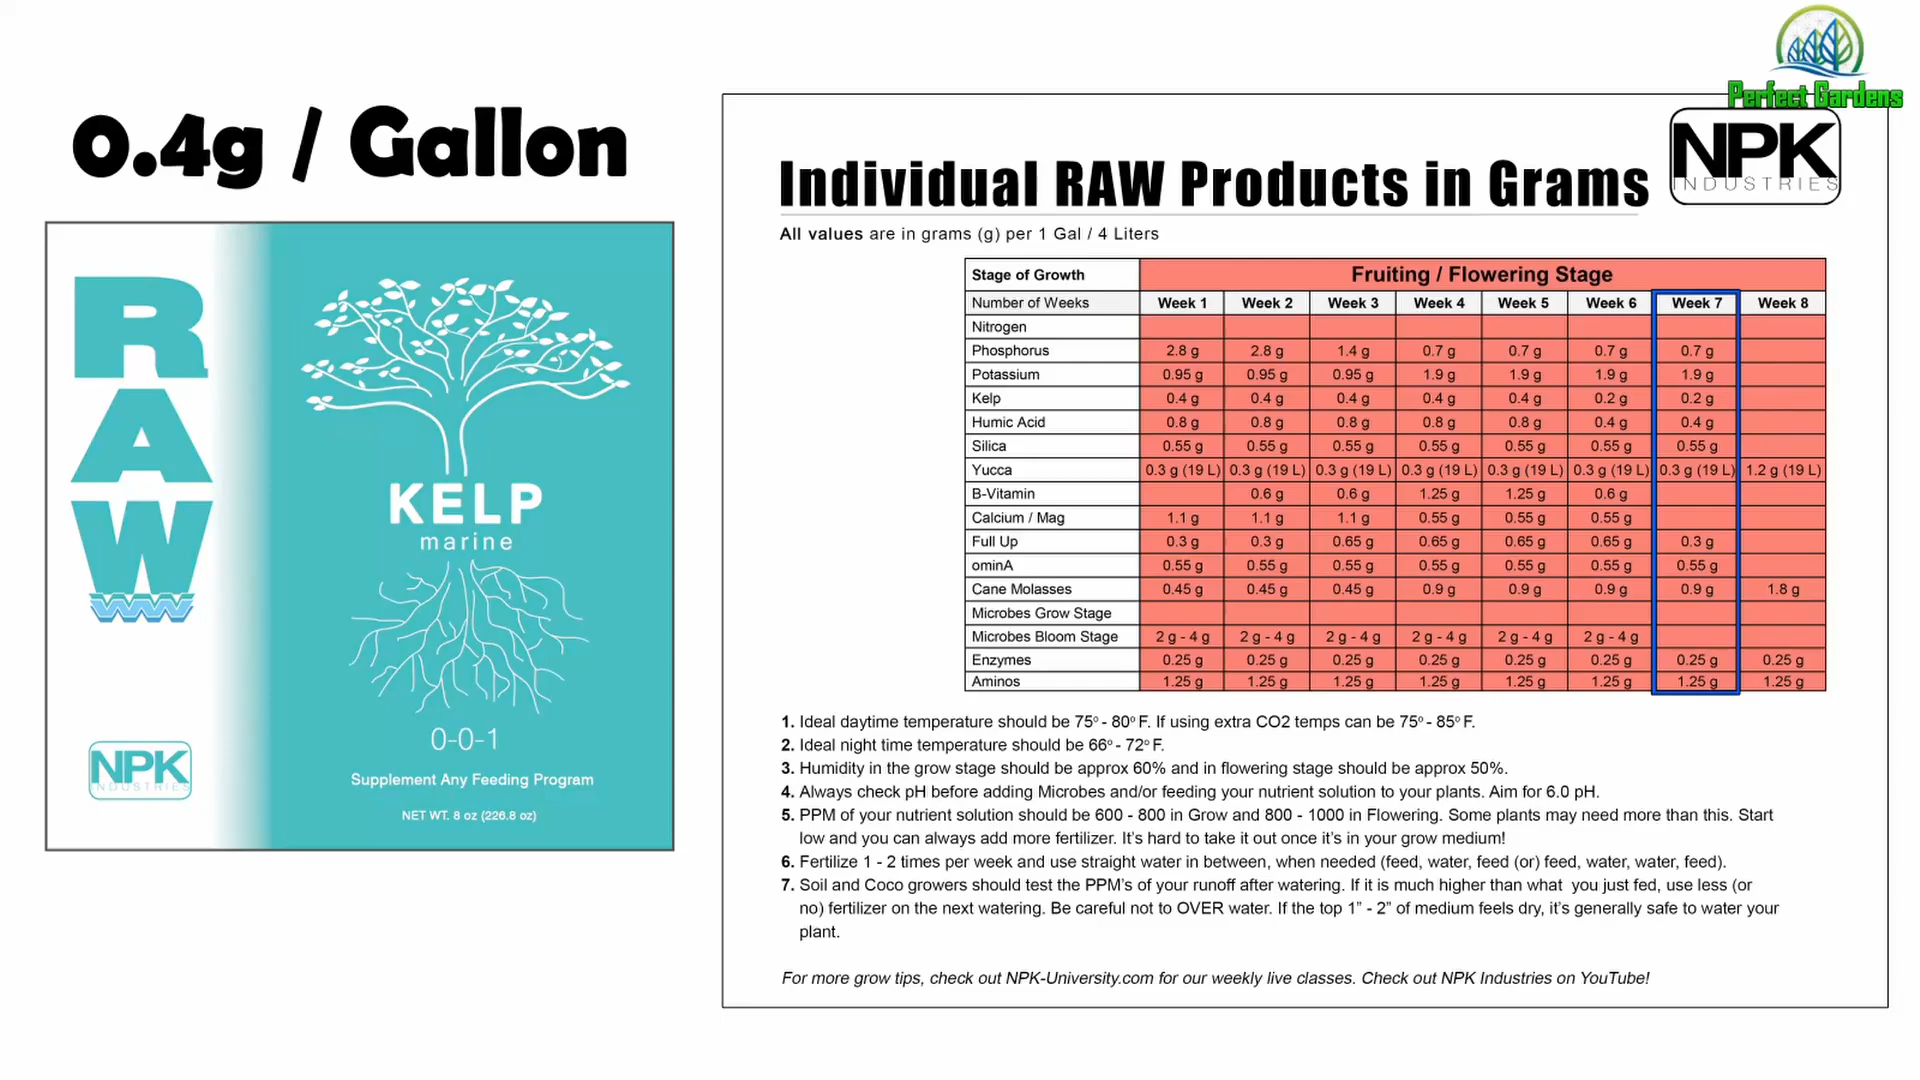 Perfect Gardens
0.4g / Gallon
RAW
KELP
marine
0-0-1
Supplement Any Feeding Program
NET WT. 8 oz (226.8 oz)
NPK
INDUSTRIES
NPK
INDUSTRIES
Individual RAW Products in Grams
All values are in grams (g) per 1 Gal / 4 Liters
Stage of Growth Fruiting / Flowering Stage
Number of Weeks Week 1 Week 2 Week 3 Week 4 Week 5 Week 6 Week 7 Week 8
Nitrogen
Phosphorus 2.8 g 2.8 g 1.4 g 0.7 g 0.7 g 0.7 g 0.7 g
Potassium 0.95 g 0.95 g 0.95 g 1.9 g 1.9 g 1.9 g 1.9 g
Kelp 0.4 g 0.4 g 0.4 g 0.4 g 0.4 g 0.2 g 0.2 g
Humic Acid 0.8 g 0.8 g 0.8 g 0.8 g 0.8 g 0.4 g 0.4 g
Silica 0.55 g 0.55 g 0.55 g 0.55 g 0.55 g 0.55 g 0.55 g
Yucca 0.3 g (19 L) 0.3 g (19 L) 0.3 g (19 L) 0.3 g (19 L) 0.3 g (19 L) 0.3 g (19 L) 0.3 g (19 L) 1.2 g (19 L)
B-Vitamin 0.6 g 0.6 g 1.25 g 1.25 g 0.6 g
Calcium / Mag 1.1 g 1.1 g 1.1 g 0.55 g 0.55 g 0.55 g
Full Up 0.3 g 0.3 g 0.65 g 0.65 g 0.65 g 0.65 g 0.3 g
ominA 0.55 g 0.55 g 0.55 g 0.55 g 0.55 g 0.55 g 0.55 g
Cane Molasses 0.45 g 0.45 g 0.45 g 0.9 g 0.9 g 0.9 g 0.9 g 1.8 g
Microbes Grow Stage
Microbes Bloom Stage 2 g - 4 g 2 g - 4 g 2 g - 4 g 2 g - 4 g 2 g - 4 g 2 g - 4 g
Enzymes 0.25 g 0.25 g 0.25 g 0.25 g 0.25 g 0.25 g 0.25 g 0.25 g
Aminos 1.25 g 1.25 g 1.25 g 1.25 g 1.25 g 1.25 g 1.25 g 1.25 g
1. Ideal daytime temperature should be 75º - 80º F. If using extra CO2 temps can be 75º - 85º F.
2. Ideal night time temperature should be 66º - 72º F.
3. Humidity in the grow stage should be approx 60% and in flowering stage should be approx 50%.
4. Always check pH before adding Microbes and/or feeding your nutrient solution to your plants. Aim for 6.0 pH.
5. PPM of your nutrient solution should be 600 - 800 in Grow and 800 - 1000 in Flowering. Some plants may need more than this. Start
low and you can always add more fertilizer. It’s hard to take it out once it’s in your grow medium!
6. Fertilize 1 - 2 times per week and use straight water in between, when needed (feed, water, feed (or) feed, water, water, feed).
7. Soil and Coco growers should test the PPM’s of your runoff after watering. If it is much higher than what you just fed, use less (or
no) fertilizer on the next watering. Be careful not to OVER water. If the top 1” - 2” of medium feels dry, it’s generally safe to water your
plant.
For more grow tips, check out NPK-University.com for our weekly live classes. Check out NPK Industries on YouTube!